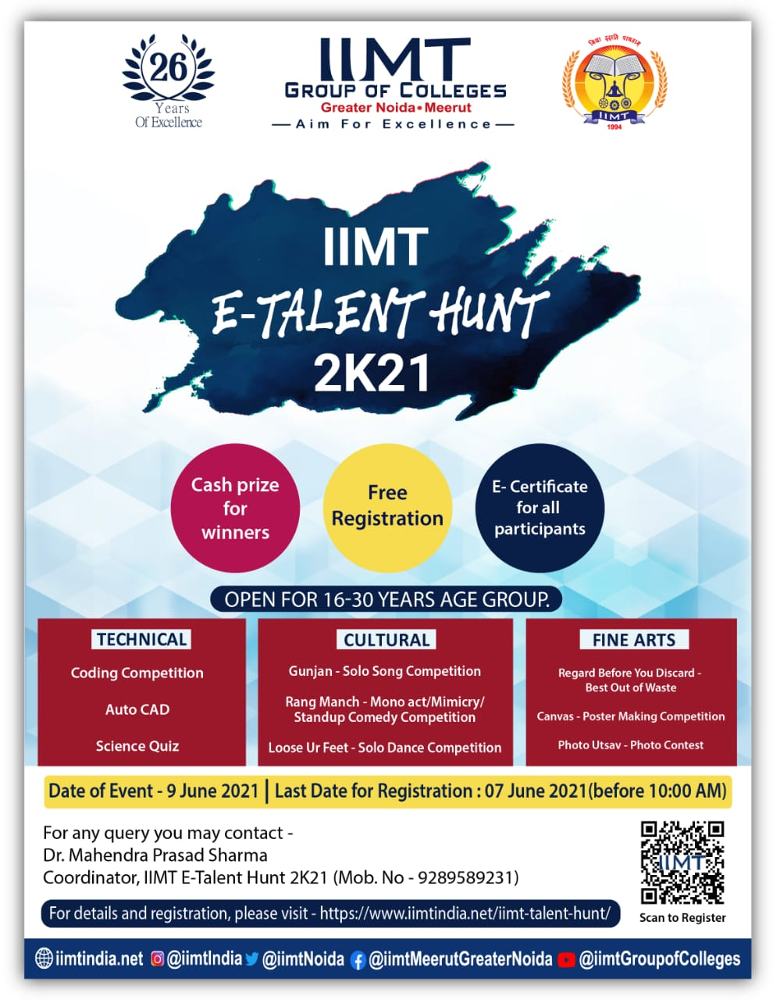 26
Years
Of Excellence
IIMT
GROUP OF COLLEGES
Greater Noida•Meerut
Aim For Excellence
विद्या ददाति पात्रताम्
IIMT
1994
IIMT
E-TALENT HUNT
2K21
Cash prize
for
winners
Free
Registration
E- Certificate
for all
participants
OPEN FOR 16-30 YEARS AGE GROUP.
TECHNICAL
Coding Competition
Auto CAD
Science Quiz
CULTURAL
Gunjan - Solo Song Competition
Rang Manch - Mono act/Mimicry/
Standup Comedy Competition
Loose Ur Feet - Solo Dance Competition
FINE ARTS
Regard Before You Discard -
Best Out of Waste
Canvas - Poster Making Competition
Photo Utsav - Photo Contest
Date of Event - 9 June 2021 | Last Date for Registration : 07 June 2021(before 10:00 AM)
For any query you may contact -
Dr. Mahendra Prasad Sharma
Coordinator, IIMT E-Talent Hunt 2K21 (Mob. No - 9289589231)
For details and registration, please visit - https://www.iimtindia.net/iimt-talent-hunt/
IIMT
Scan to Register
iimtindia.net @iimtIndia @iimtNoida @iimtMeerutGreaterNoida @iimtGroupofColleges